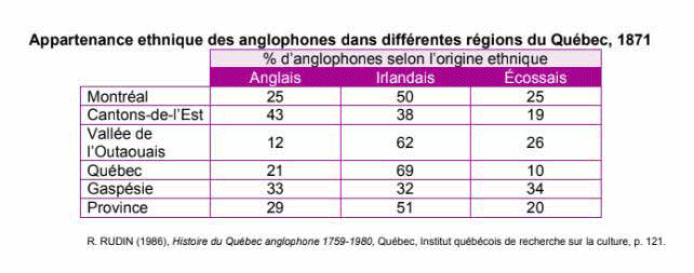 Appartenance ethnique des anglophones dans différentes régions du Québec, 1871
% d'anglophones selon l'origine ethnique
Anglais Irlandais Écossais
Montréal 25 50 25
Cantons-de-l'Est 43 38 19
Vallée de
l'Outaouais 12 62 26
Québec 21 69 10
Gaspésie 33 32 34
Province 29 51 20
R. RUDIN (1986), Histoire du Québec anglophone 1759-1980, Québec, Institut québécois de recherche sur la culture, p. 121.